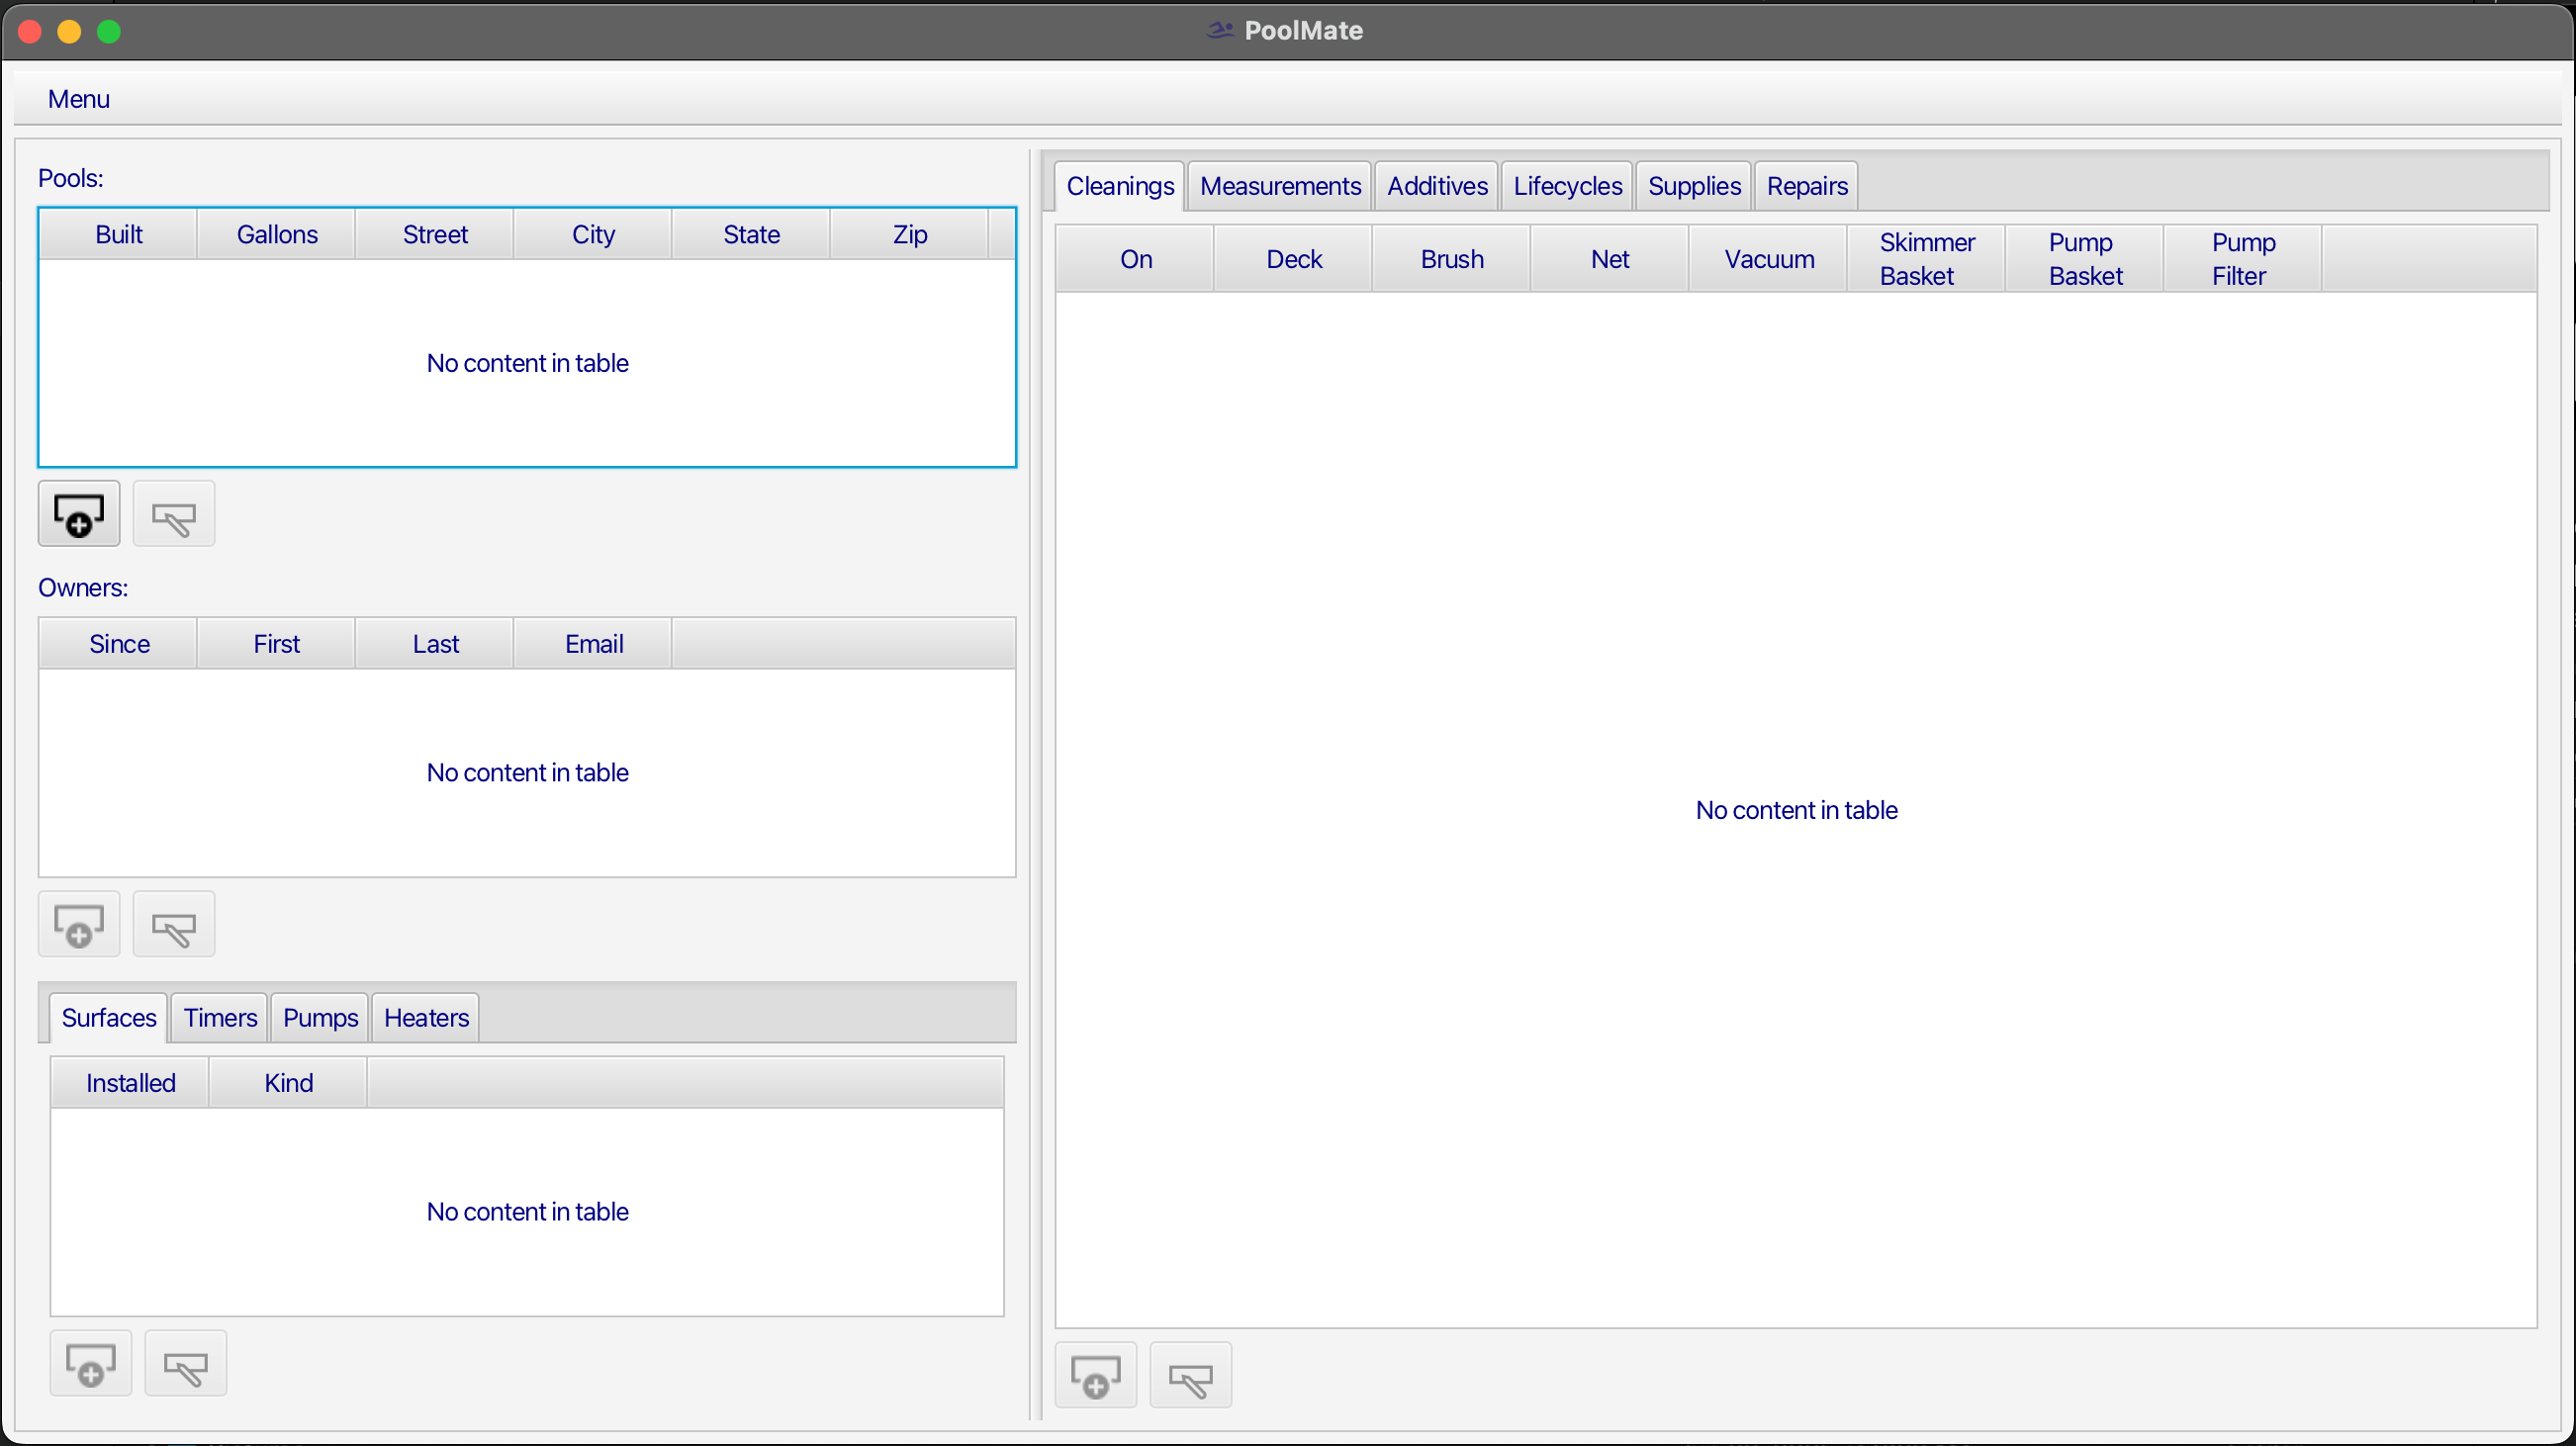 PoolMate
Menu
Pools:
Built Gallons Street City State Zip
No content in table
Owners:
Since First Last Email
No content in table
Surfaces Timers Pumps Heaters
Installed Kind
No content in table
Cleanings Measurements Additives Lifecycles Supplies Repairs
On Deck Brush Net Vacuum Skimmer Basket Pump Basket Pump Filter
No content in table